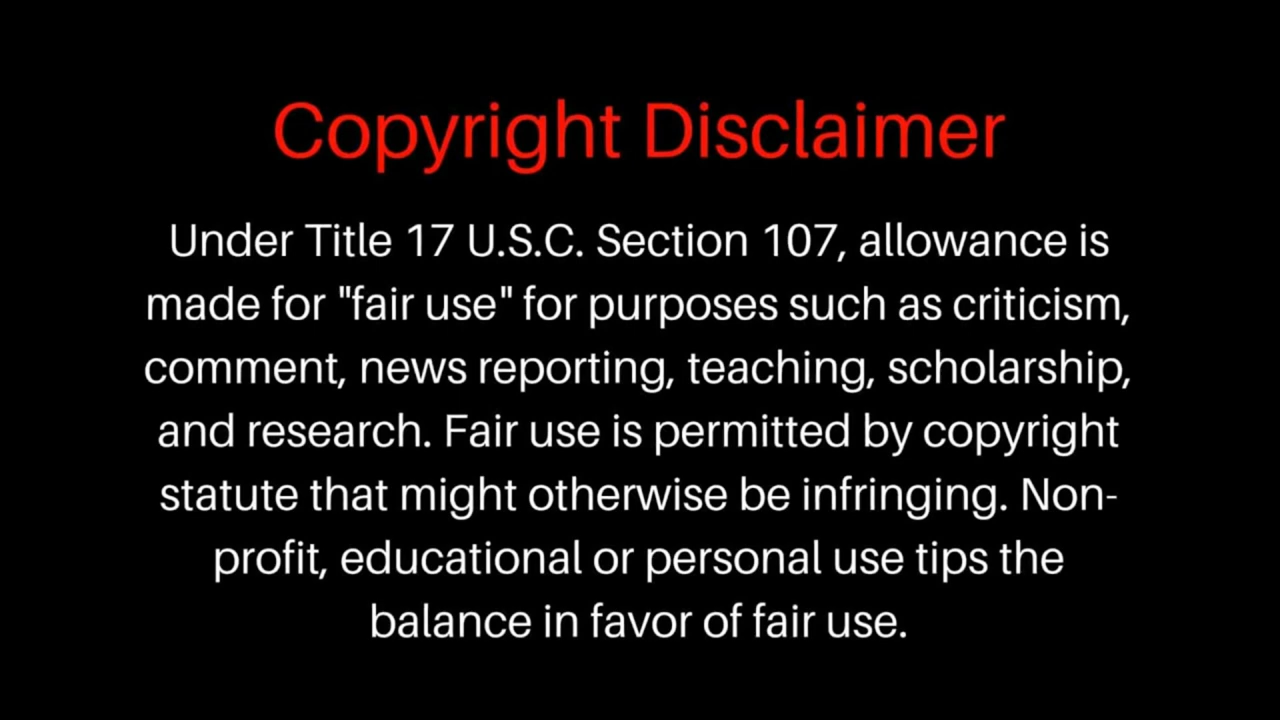 Copyright Disclaimer
Under Title 17 U.S.C. Section 107, allowance is
made for "fair use" for purposes such as criticism,
comment, news reporting, teaching, scholarship,
and research. Fair use is permitted by copyright
statute that might otherwise be infringing. Non-
profit, educational or personal use tips the
balance in favor of fair use.